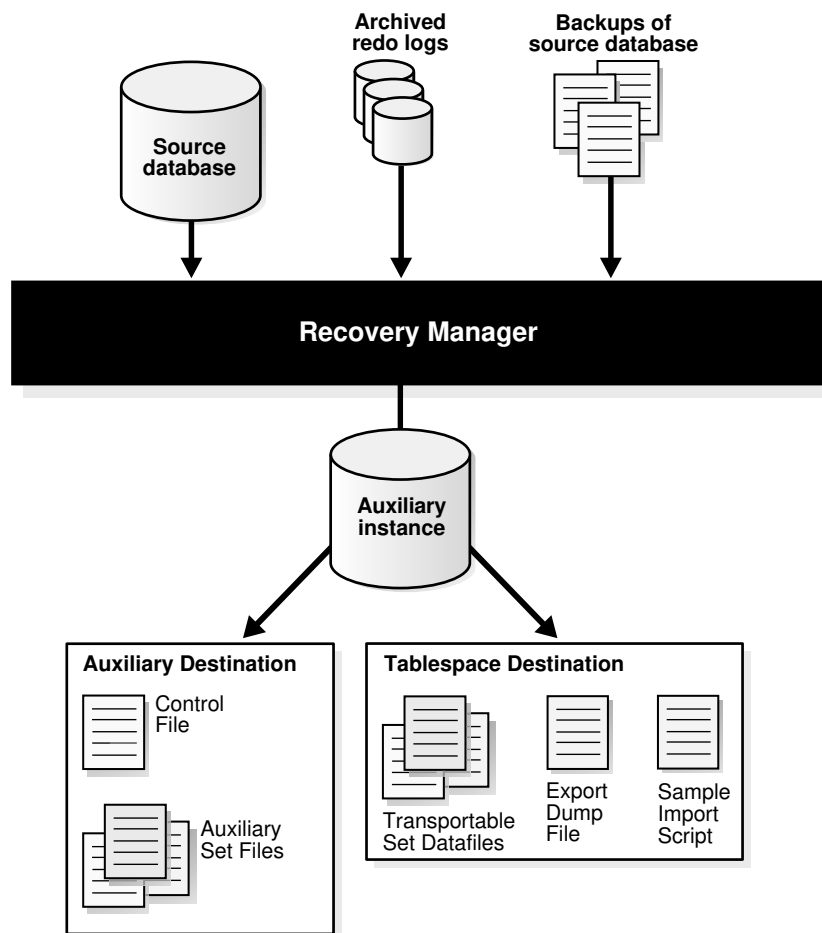 Archived
redo logs
Backups of
source database
Source
database
Recovery Manager
Auxiliary
instance
Auxiliary Destination
Control
File
Auxiliary
Set Files
Tablespace Destination
Transportable
Set Datafiles
Export
Dump
File
Sample
Import
Script